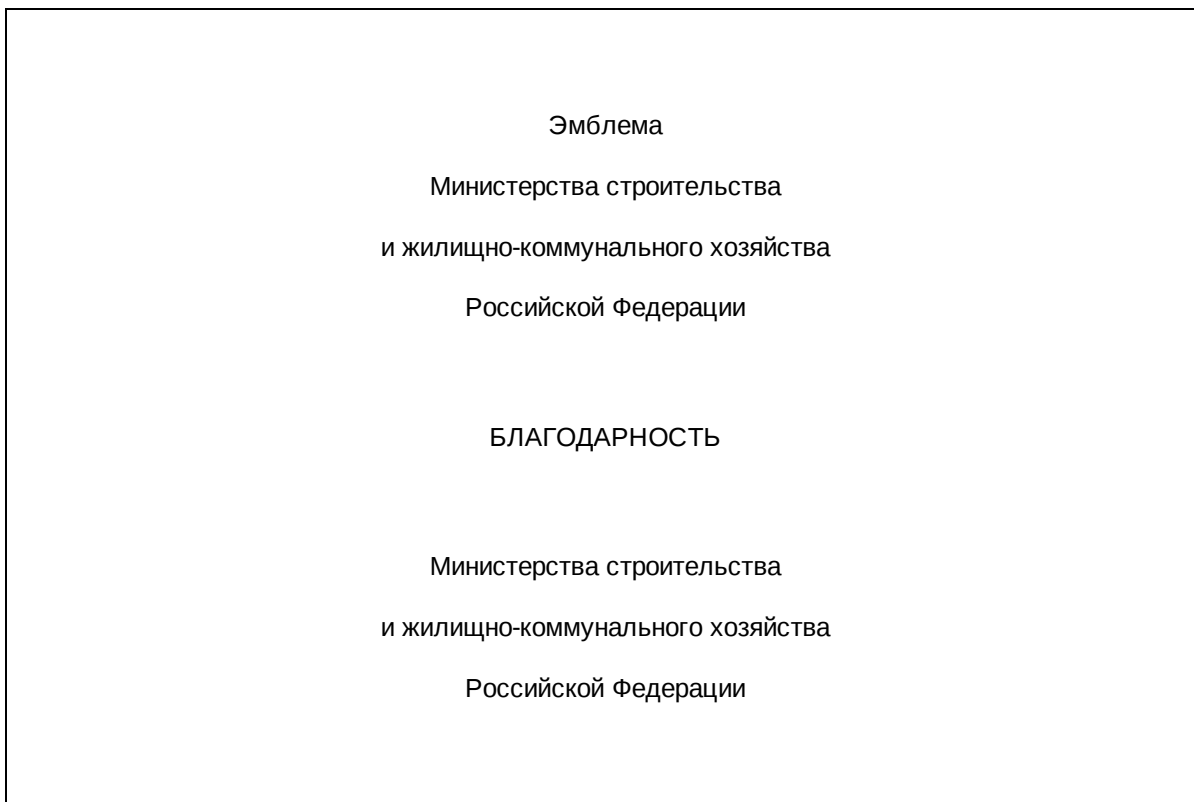 Эмблема
Министерства строительства
и жилищно-коммунального хозяйства
Российской Федерации
БЛАГОДАРНОСТЬ
Министерства строительства
и жилищно-коммунального хозяйства
Российской Федерации